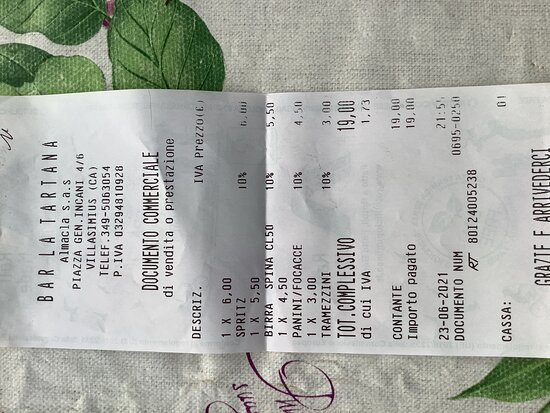 BAR LA TARTANA
Almacla s.a.s
PIAZZA GEN.INCANI 4/6
VILLASIMIUS (CA)
TELEF.349-5063054
P.IVA 03294810928
DOCUMENTO COMMERCIALE
di vendita o prestazione
DESCRIZ. IVA Prezzo(€)
1 X 6,00
SPRITZ 10% 6,00
1 X 5,50
BIRRA SPINA CL50 10% 5,50
1 X 4,50
PANINI/FOCACCE 10% 4,50
1 X 3,00
TRAMEZZINI 10% 3,00
TOT.COMPLESSIVO 19,00
di cui IVA 1,73
CONTANTE 19,00
Importo pagato 19,00
23-06-2021 21:55
DOCUMENTO NUM 0695-0250
RT 80I24005238
CASSA: 01
GRAZIE E ARRIVEDERCI